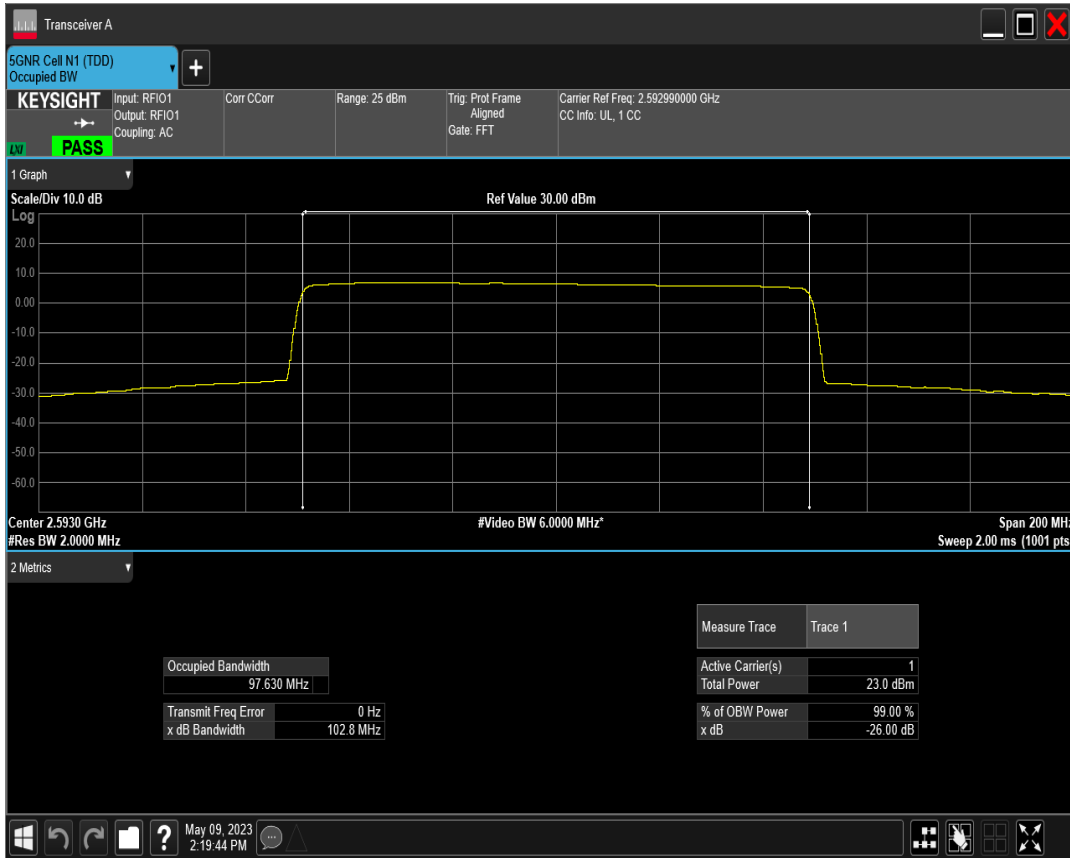 Transceiver A
5GNR Cell N1 (TDD)
Occupied BW
+
KEYSIGHT
LXI
PASS
Input: RFIO1
Output: RFIO1
Coupling: AC
Corr CCorr
Range: 25 dBm
Trig: Prot Frame
Aligned
Gate: FFT
Carrier Ref Freq: 2.592990000 GHz
CC Info: UL, 1 CC
1 Graph
Scale/Div 10.0 dB
Ref Value 30.00 dBm
Log
20.0
10.0
0.00
-10.0
-20.0
-30.0
-40.0
-50.0
-60.0
Center 2.5930 GHz
#Video BW 6.0000 MHz*
Span 200 MHz
#Res BW 2.0000 MHz
Sweep 2.00 ms (1001 pts
2 Metrics
Measure Trace Trace 1
Occupied Bandwidth
97.630 MHz
Active Carrier(s) 1
Total Power 23.0 dBm
Transmit Freq Error 0 Hz
x dB Bandwidth 102.8 MHz
% of OBW Power 99.00 %
x dB -26.00 dB
?
May 09, 2023
2:19:44 PM